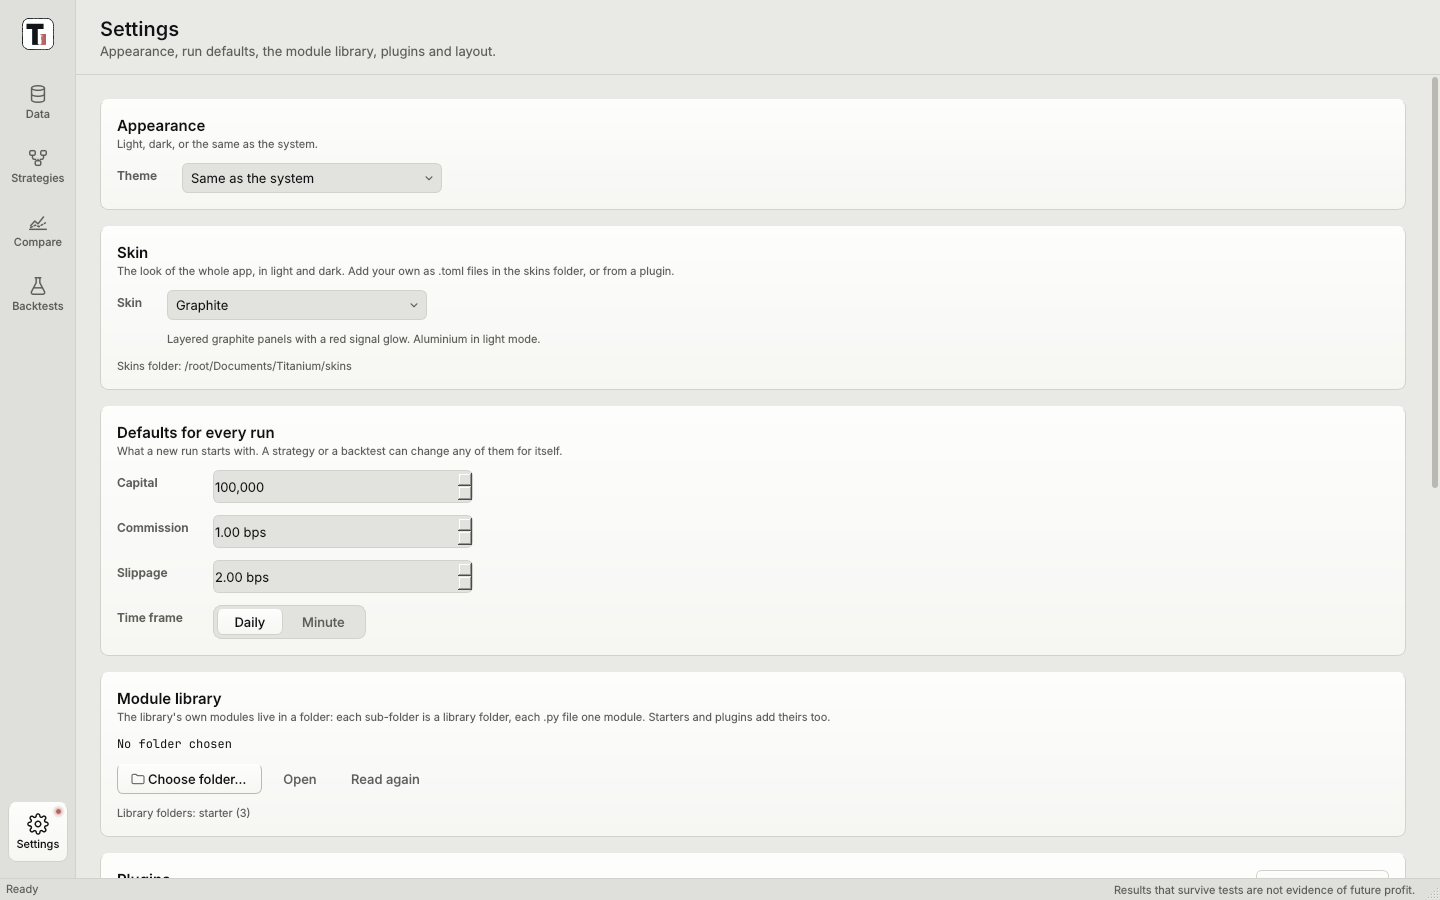 Settings
Appearance, run defaults, the module library, plugins and layout.
Data
Strategies
Compare
Backtests
Settings
Appearance
Light, dark, or the same as the system.
Theme
Same as the system
Skin
The look of the whole app, in light and dark. Add your own as .toml files in the skins folder, or from a plugin.
Skin
Graphite
Layered graphite panels with a red signal glow. Aluminium in light mode.
Skins folder: /root/Documents/Titanium/skins
Defaults for every run
What a new run starts with. A strategy or a backtest can change any of them for itself.
Capital
100,000
Commission
1.00 bps
Slippage
2.00 bps
Time frame
Daily Minute
Module library
The library's own modules live in a folder: each sub-folder is a library folder, each .py file one module. Starters and plugins add theirs too.
No folder chosen
Choose folder... Open Read again
Library folders: starter (3)
Plugins
Ready
Results that survive tests are not evidence of future profit.